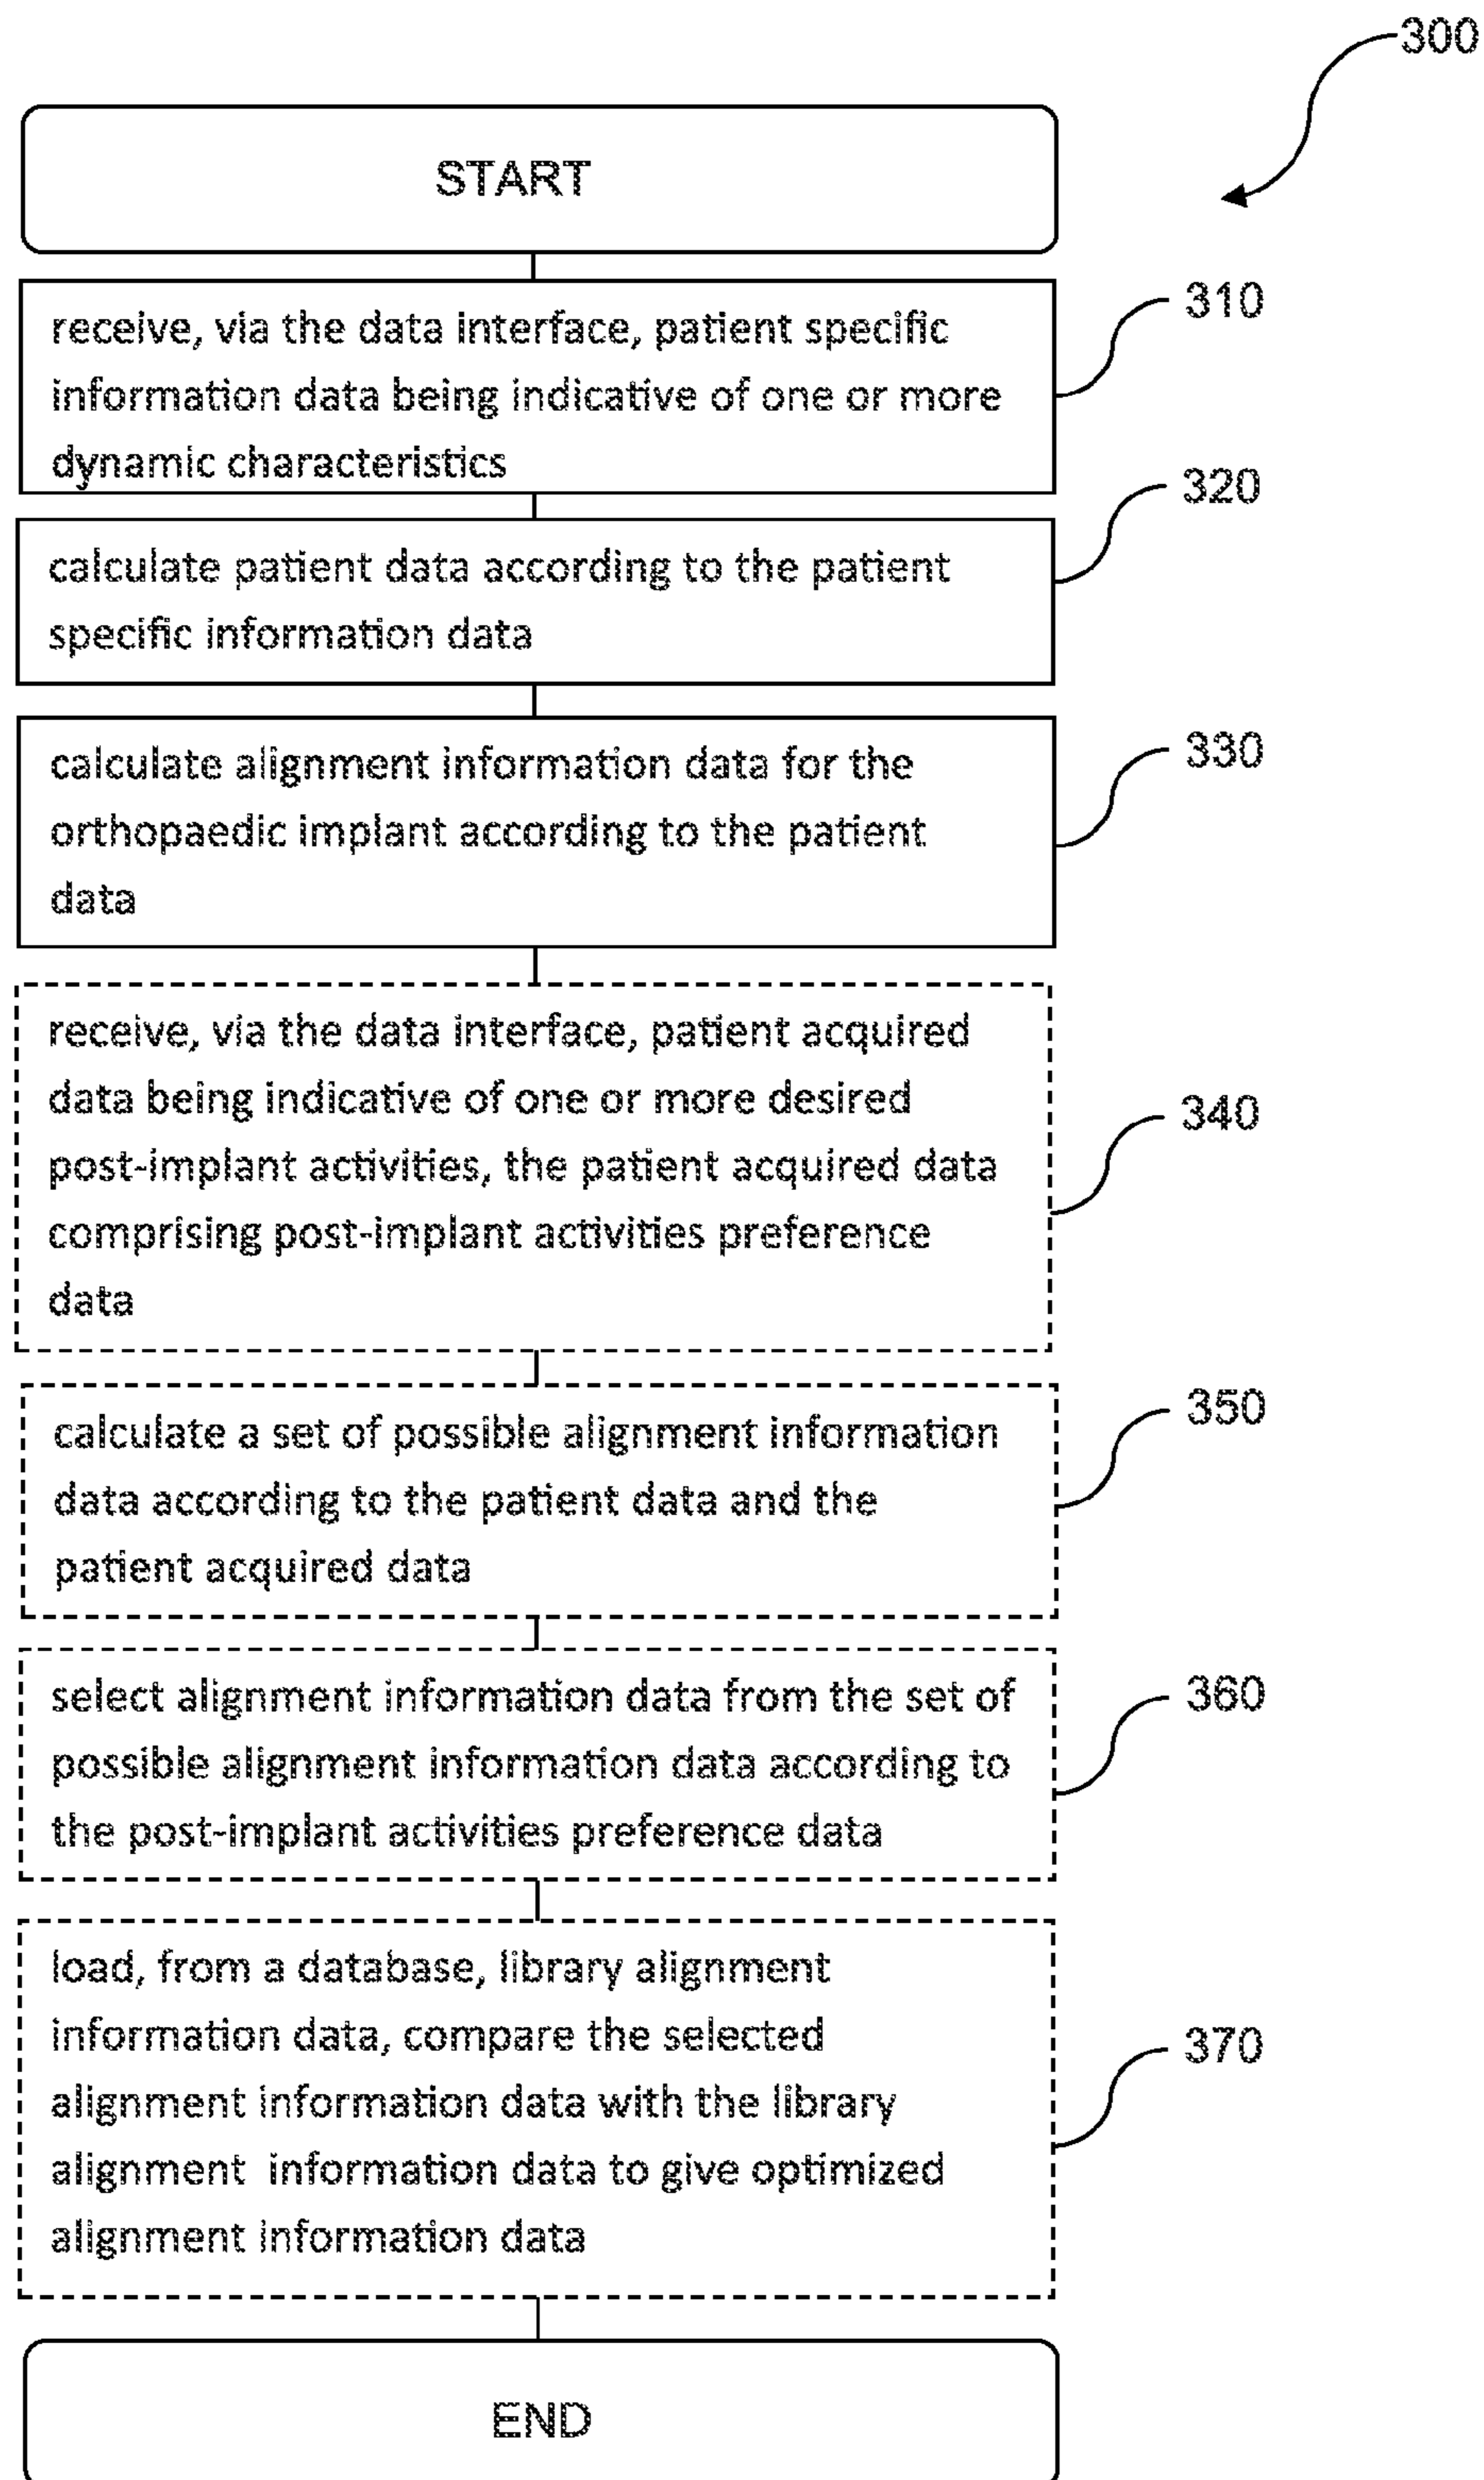 300
START
310
receive, via the data interface, patient specific
information data being indicative of one or more
dynamic characteristics
320
calculate patient data according to the patient
specific information data
330
calculate alignment information data for the
orthopaedic implant according to the patient
data
340
receive, via the data interface, patient acquired
data being indicative of one or more desired
post-implant activities, the patient acquired data
comprising post-implant activities preference
data
350
calculate a set of possible alignment information
data according to the patient data and the
patient acquired data
360
select alignment information data from the set of
possible alignment information data according to
the post-implant activities preference data
370
load, from a database, library alignment
information data, compare the selected
alignment information data with the library
alignment information data to give optimized
alignment information data
END